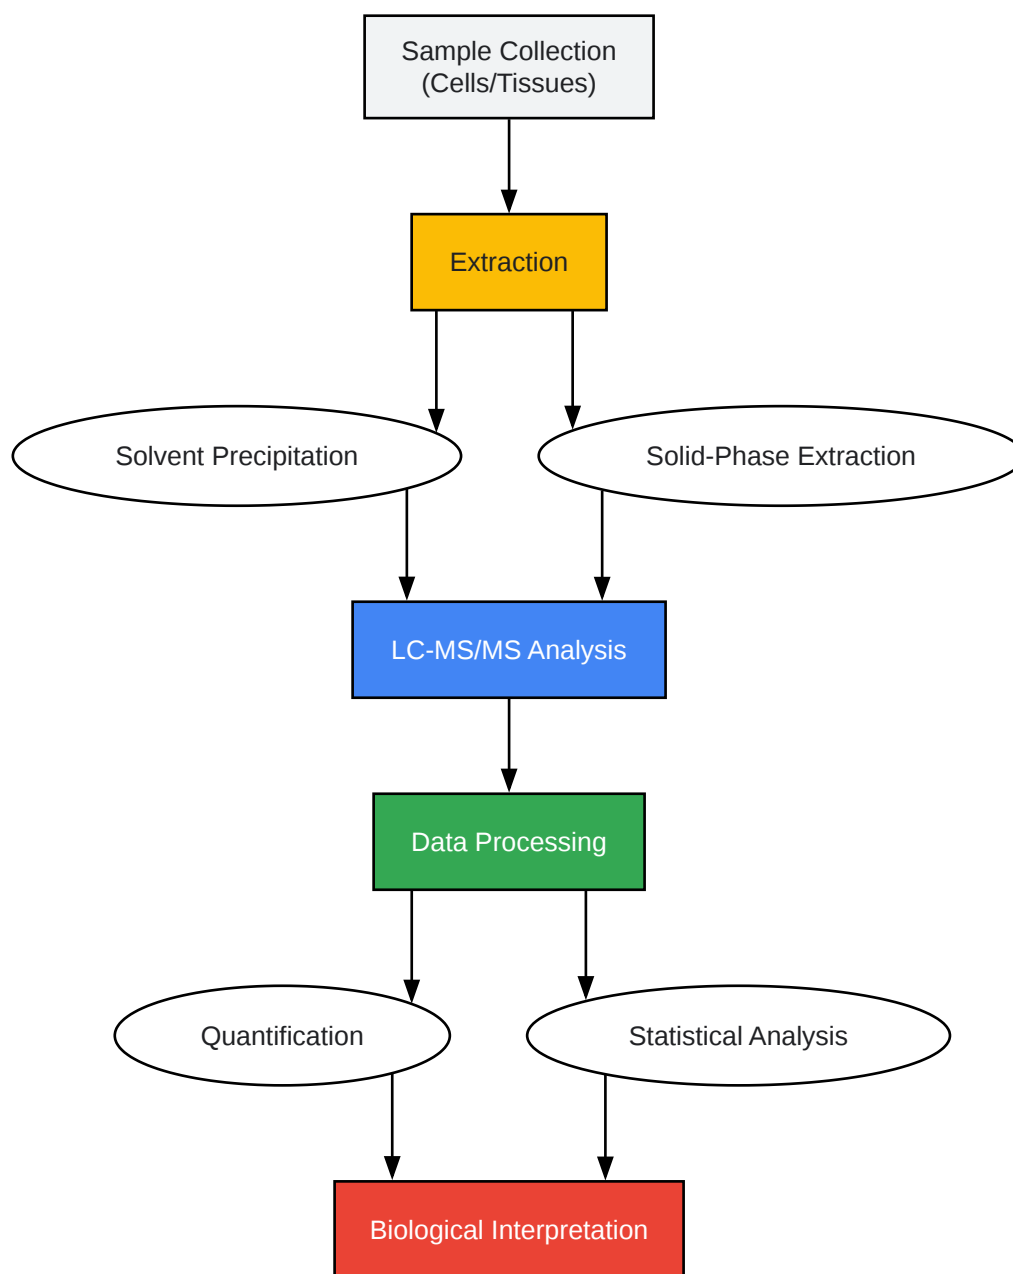 Sample Collection
(Cells/Tissues)
Extraction
Solvent Precipitation
Solid-Phase Extraction
LC-MS/MS Analysis
Data Processing
Quantification
Statistical Analysis
Biological Interpretation